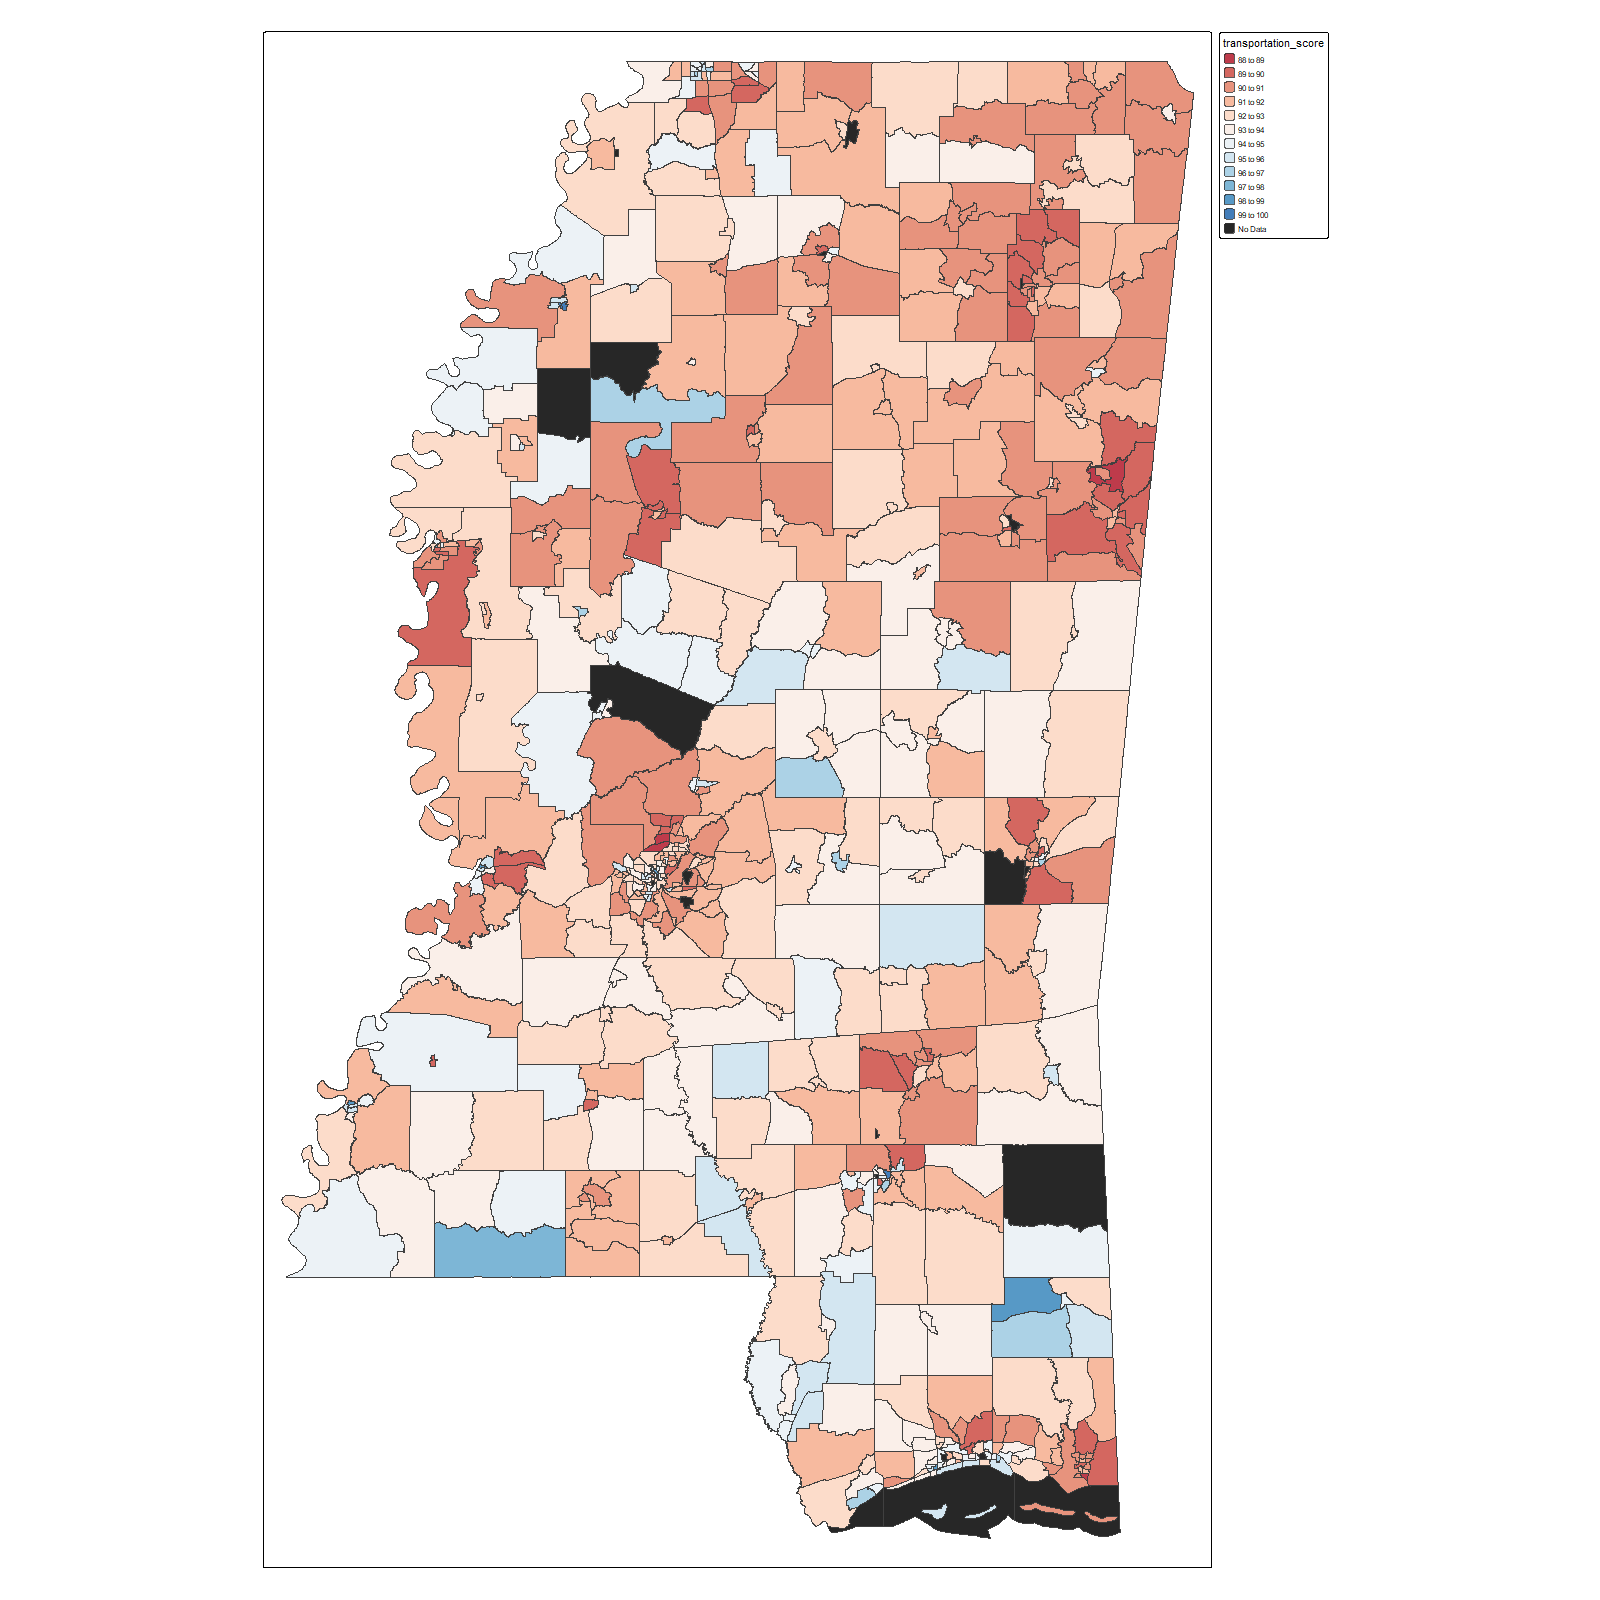 transportation_score
88 to 89
89 to 90
90 to 91
91 to 92
92 to 93
93 to 94
94 to 95
95 to 96
96 to 97
97 to 98
98 to 99
99 to 100
No Data